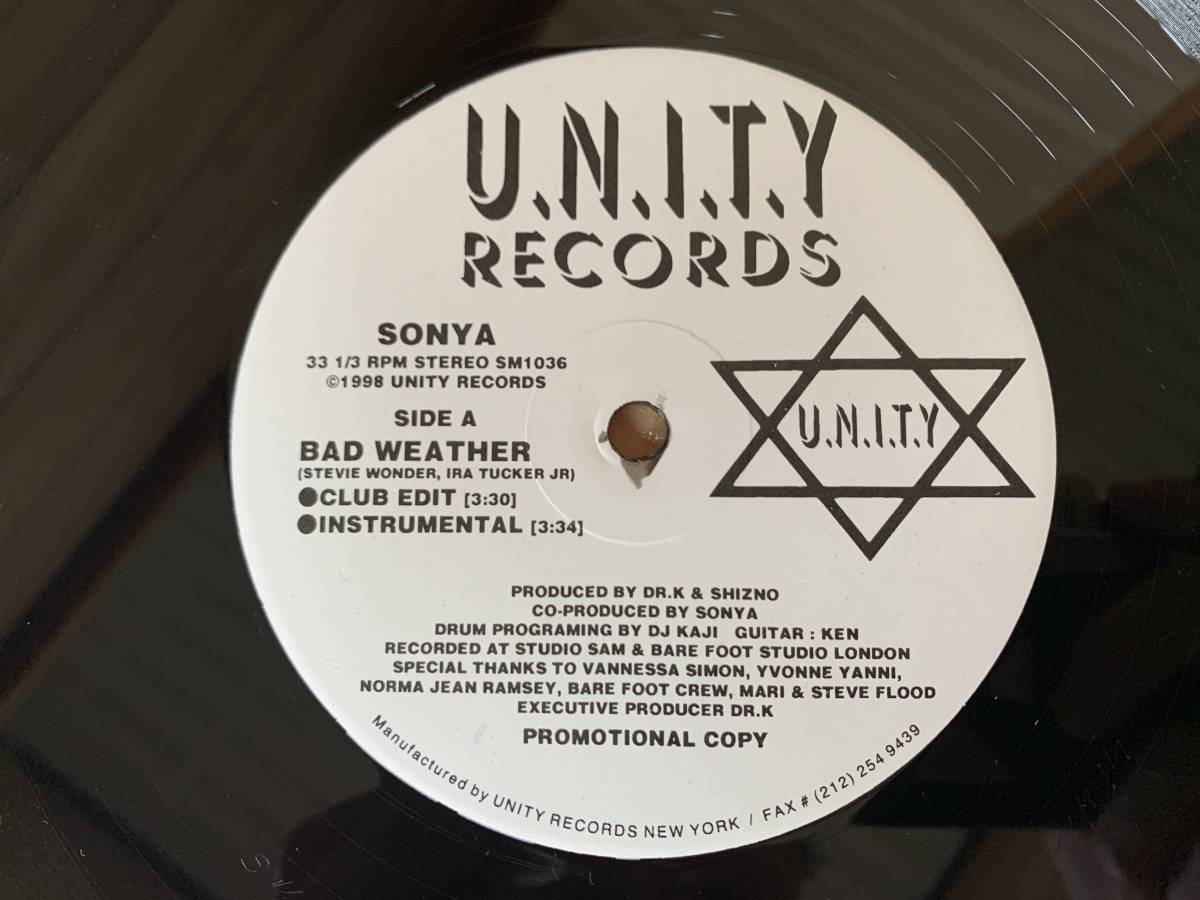 U.N.I.T.Y
RECORDS
SONYA
33 1/3 RPM STEREO SM1036
©1998 UNITY RECORDS
SIDE A
BAD WEATHER
(STEVIE WONDER, IRA TUCKER JR)
●CLUB EDIT [3:30]
●INSTRUMENTAL [3:34]
U.N.I.T.Y
PRODUCED BY DR.K & SHIZNO
CO-PRODUCED BY SONYA
DRUM PROGRAMING BY DJ KAJI GUITAR : KEN
RECORDED AT STUDIO SAM & BARE FOOT STUDIO LONDON
SPECIAL THANKS TO VANNESSA SIMON, YVONNE YANNI,
NORMA JEAN RAMSEY, BARE FOOT CREW, MARI & STEVE FLOOD
EXECUTIVE PRODUCER DR.K
PROMOTIONAL COPY
Manufactured by UNITY RECORDS NEW YORK / FAX # (212) 254 9439